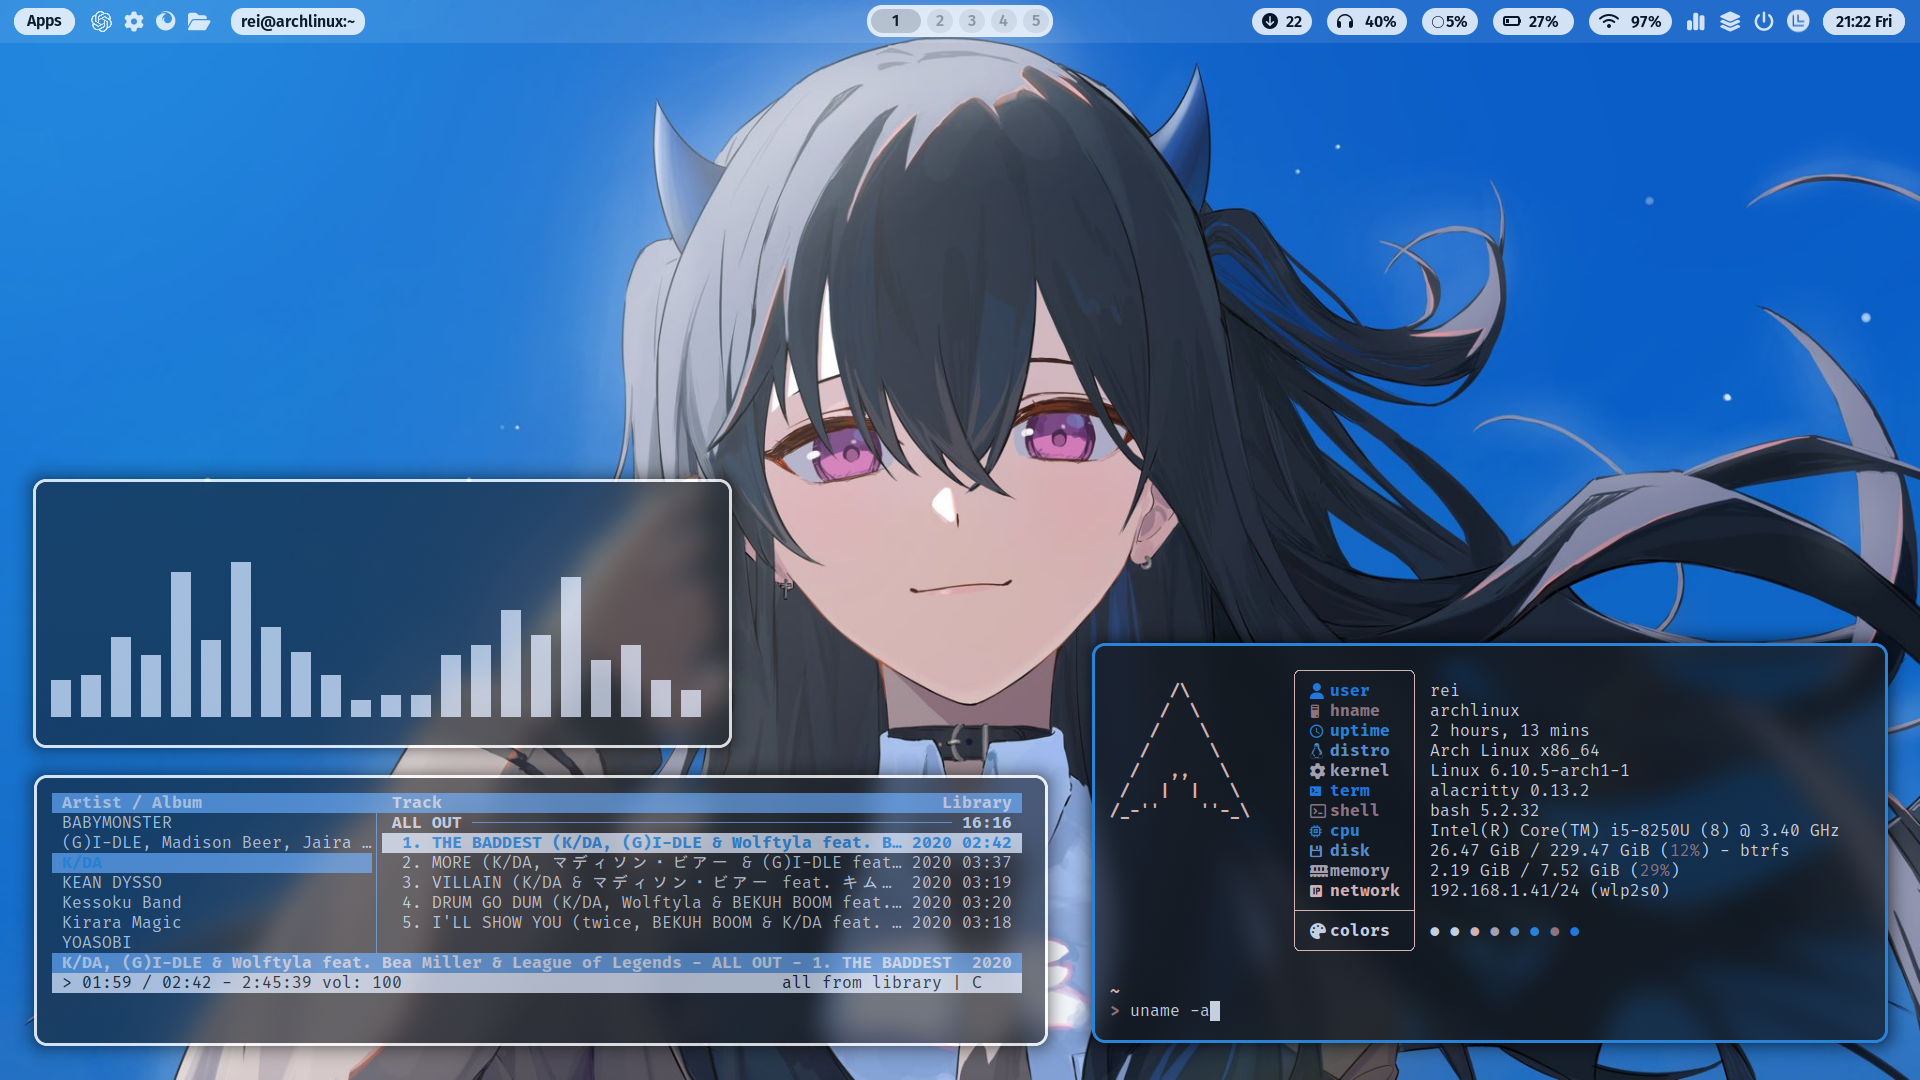 Apps rei@archlinux:~ 1 2 3 4 5 22 40% 5% 27% 97% 21:22 Fri
Artist / Album Track Library
BABYMONSTER ALL OUT 16:16
(G)I-DLE, Madison Beer, Jaira … 1. THE BADDEST (K/DA, (G)I-DLE & Wolftyla feat. B… 2020 02:42
K/DA 2. MORE (K/DA, マディソン・ビアー & (G)I-DLE feat… 2020 03:37
KEAN DYSSO 3. VILLAIN (K/DA & マディソン・ビアー feat. キム… 2020 03:19
Kessoku Band 4. DRUM GO DUM (K/DA, Wolftyla & BEKUH BOOM feat.… 2020 03:20
Kirara Magic 5. I'LL SHOW YOU (twice, BEKUH BOOM & K/DA feat. … 2020 03:18
YOASOBI
K/DA, (G)I-DLE & Wolftyla feat. Bea Miller & League of Legends - ALL OUT - 1. THE BADDEST 2020
> 01:59 / 02:42 - 2:45:39 vol: 100 all from library | C
user rei
hname archlinux
uptime 2 hours, 13 mins
distro Arch Linux x86_64
kernel Linux 6.10.5-arch1-1
term alacritty 0.13.2
shell bash 5.2.32
cpu Intel(R) Core(TM) i5-8250U (8) @ 3.40 GHz
disk 26.47 GiB / 229.47 GiB (12%) - btrfs
memory 2.19 GiB / 7.52 GiB (29%)
network 192.168.1.41/24 (wlp2s0)
colors
~
> uname -a